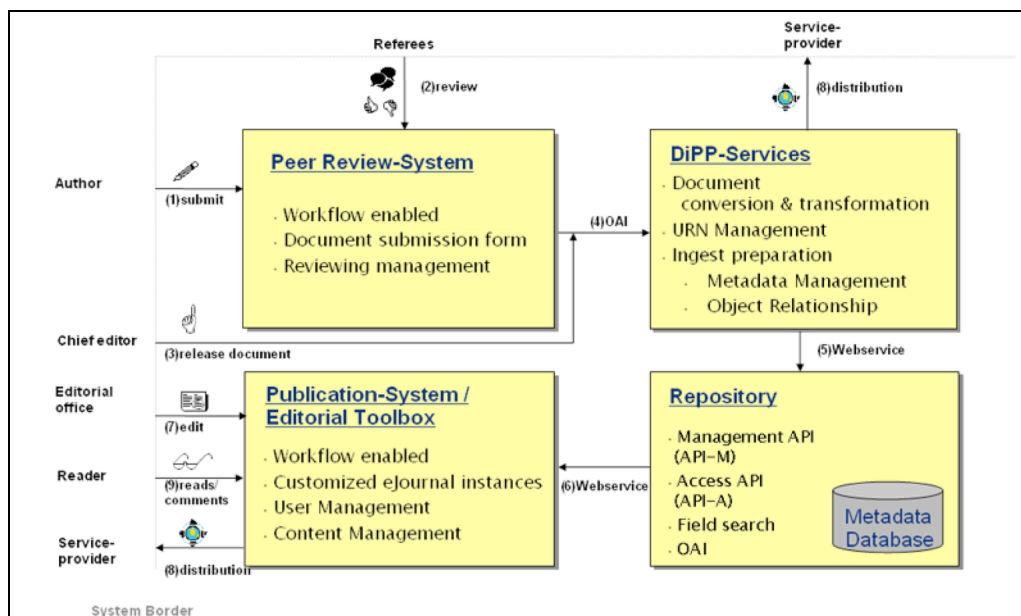 Referees
Service-
provider
(2)review
(8)distribution
Peer Review-System
· Workflow enabled
· Document submission form
· Reviewing management
DiPP-Services
· Document
conversion & transformation
· URN Management
· Ingest preparation
· Metadata Management
· Object Relationship
Author
(1)submit
(4)OAI
Chief editor
(3)release document
(5)Webservice
Editorial
office
(7)edit
Publication-System /
Editorial Toolbox
· Workflow enabled
· Customized eJournal instances
· User Management
· Content Management
Repository
· Management API
(API-M)
· Access API
(API-A)
· Field search
· OAI
Metadata
Database
(6)Webservice
Reader
(9)reads/
comments
Service-
provider
(8)distribution
System Border